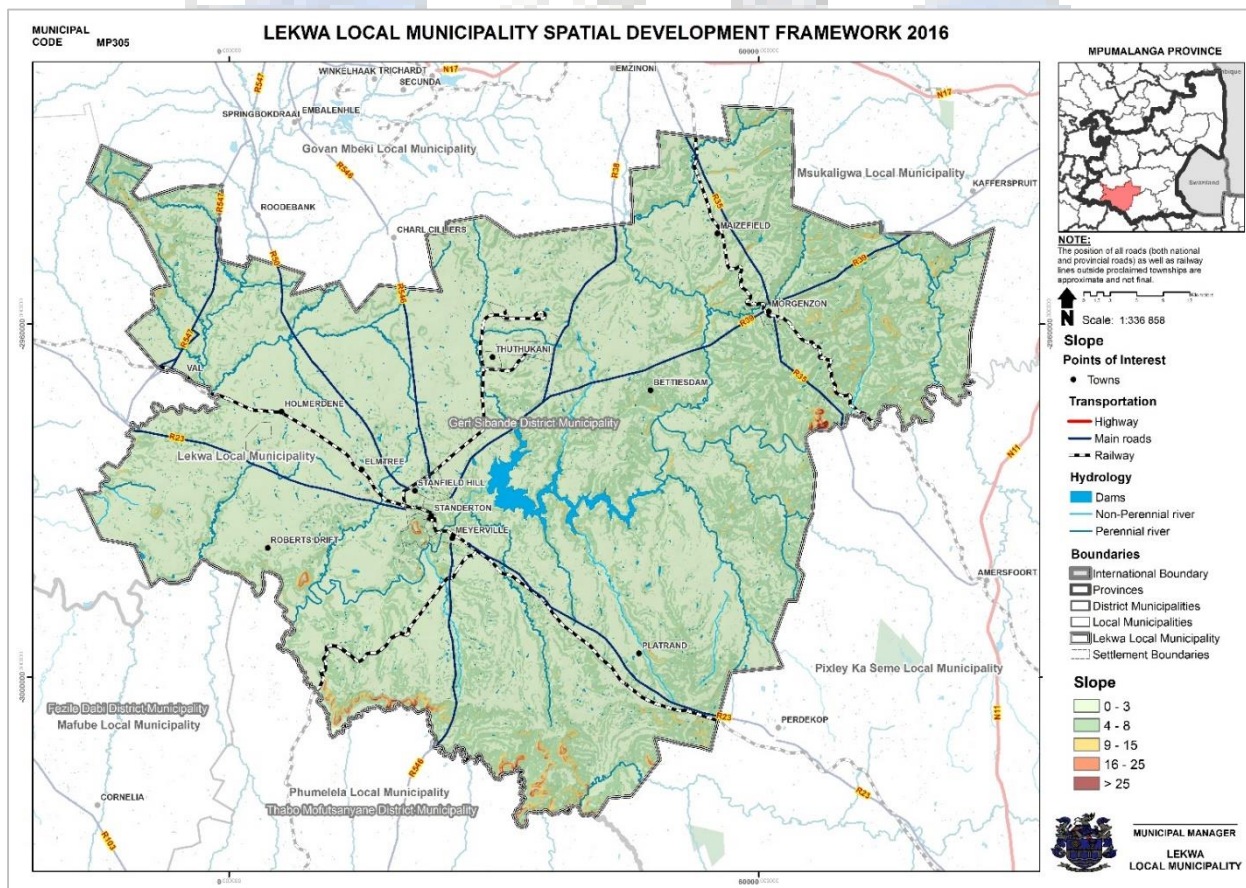 MUNICIPAL
CODE MP305
LEKWA LOCAL MUNICIPALITY SPATIAL DEVELOPMENT FRAMEWORK 2016
MPUMALANGA PROVINCE
Swaziland
NOTE:
The position of all roads (both national
and provincial roads) as well as railway
lines outside proclaimed townships are
approximate and not final.
N
Scale: 1:336 858
Slope
Points of Interest
Towns
Transportation
Highway
Main roads
Railway
Hydrology
Dams
Non-Perennial river
Perennial river
Boundaries
International Boundary
Provinces
District Municipalities
Local Municipalities
Lekwa Local Municipality
Settlement Boundaries
Slope
0 - 3
4 - 8
9 - 15
16 - 25
> 25
MUNICIPAL MANAGER
LEKWA
LOCAL MUNICIPALITY
R547
WINKELHAAK
TRICHARDT
SECUNDA
N17
EMZINONI
N17
SPRINGBOKDRAAI
EMBALENHLE
Govan Mbeki Local Municipality
R546
R38
R35
Msukaligwa Local Municipality
KAFFERSPRUIT
R547
ROODEBANK
R50
CHARL CILLIERS
R546
MAIZEFIELD
R39
MORGENZON
R39
R547
VAL
THUTHUKANI
BETTIESDAM
R35
HOLMERDENE
R23
Gert Sibande District Municipality
Lekwa Local Municipality
ELMTREE
STANFIELD HILL
STANDERTON
MEYERVILLE
ROBERTS DRIFT
N11
AMERSFOORT
PLATRAND
Pixley Ka Seme Local Municipality
Fezile Dabi District Municipality
Mafube Local Municipality
R23
PERDEKOP
N11
R546
Phumelela Local Municipality
Thabo Mofutsanyane District Municipality
CORNELIA
R103
R23